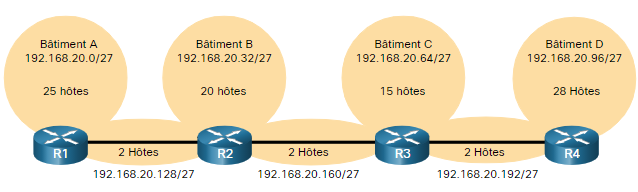 Bâtiment A
192.168.20.0/27
25 hôtes
Bâtiment B
192.168.20.32/27
20 hôtes
Bâtiment C
192.168.20.64/27
15 hôtes
Bâtiment D
192.168.20.96/27
28 Hôtes
R1
2 Hôtes
R2
2 Hôtes
R3
2 Hôtes
R4
192.168.20.128/27
192.168.20.160/27
192.168.20.192/27